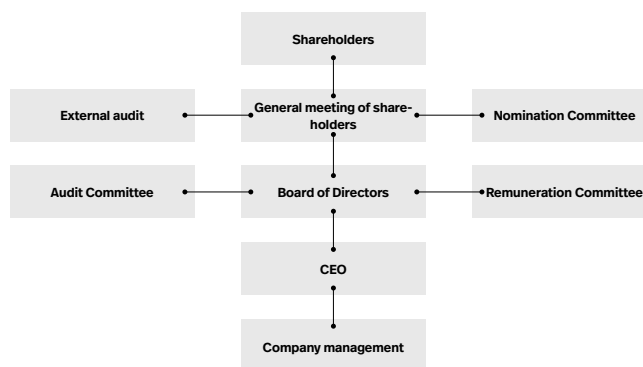 Shareholders
External audit
General meeting of share-
holders
Nomination Committee
Audit Committee
Board of Directors
Remuneration Committee
CEO
Company management